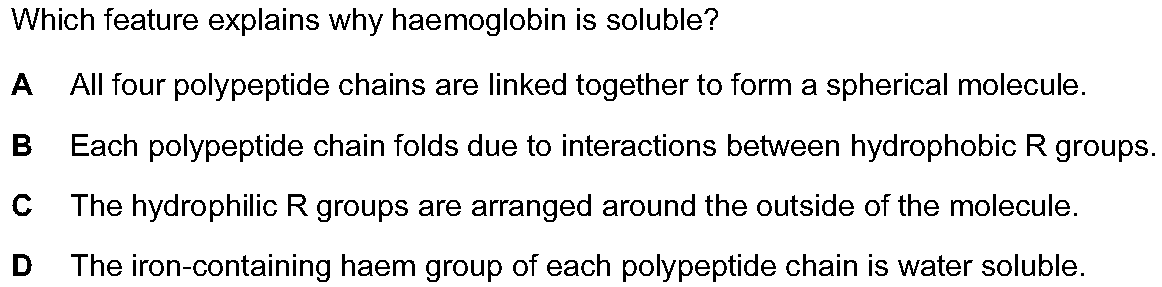 Which feature explains why haemoglobin is soluble?
A All four polypeptide chains are linked together to form a spherical molecule.
B Each polypeptide chain folds due to interactions between hydrophobic R groups.
C The hydrophilic R groups are arranged around the outside of the molecule.
D The iron-containing haem group of each polypeptide chain is water soluble.